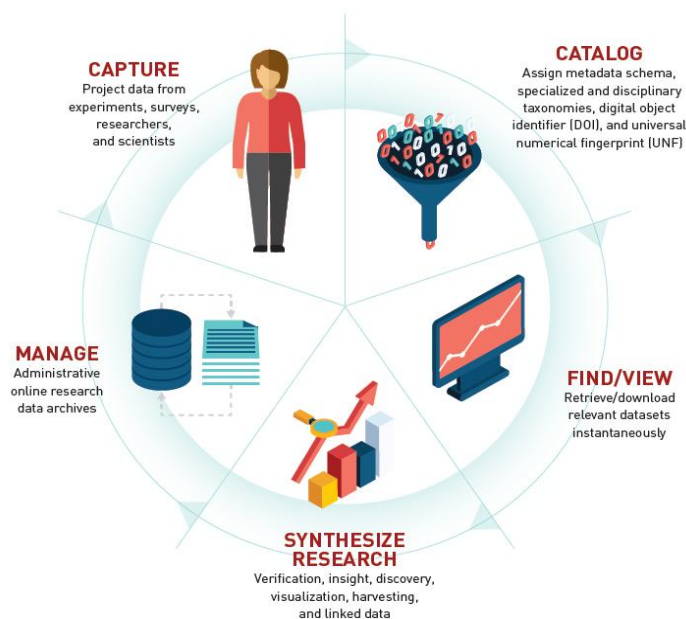 CAPTURE
Project data from
experiments, surveys,
researchers,
and scientists
CATALOG
Assign metadata schema,
specialized and disciplinary
taxonomies, digital object
identifier (DOI), and universal
numerical fingerprint (UNF)
FIND/VIEW
Retrieve/download
relevant datasets
instantaneously
SYNTHESIZE
RESEARCH
Verification, insight, discovery,
visualization, harvesting,
and linked data
MANAGE
Administrative
online research
data archives